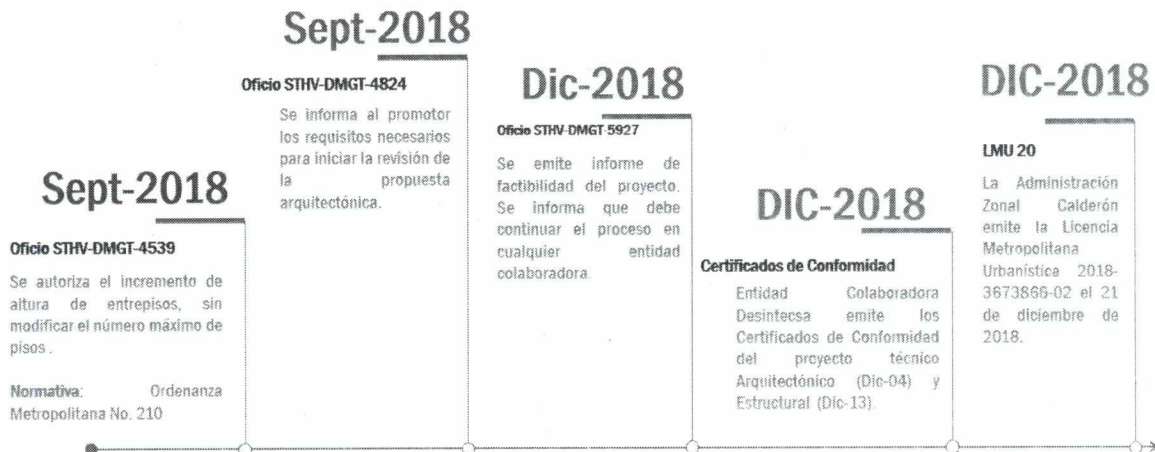 Sept-2018
Oficio STHV-DMGT-4539
Se autoriza el incremento de
altura de entrepisos, sin
modificar el número máximo de
pisos .
Normativa: Ordenanza
Metropolitana No. 210
Sept-2018
Oficio STHV-DMGT-4824
Se informa al promotor
los requisitos necesarios
para iniciar la revisión de
la propuesta
arquitectónica.
Dic-2018
Oficio STHV-DMGT-5927
Se emite informe de
factibilidad del proyecto.
Se informa que debe
continuar el proceso en
cualquier entidad
colaboradora.
DIC-2018
Certificados de Conformidad
Entidad Colaboradora
Desintecsa emite los
Certificados de Conformidad
del proyecto técnico
Arquitectónico (Dic-04) y
Estructural (Dic-13).
DIC-2018
LMU 20
La Administración
Zonal Calderón
emite la Licencia
Metropolitana
Urbanística 2018-
3673866-02 el 21
de diciembre de
2018.